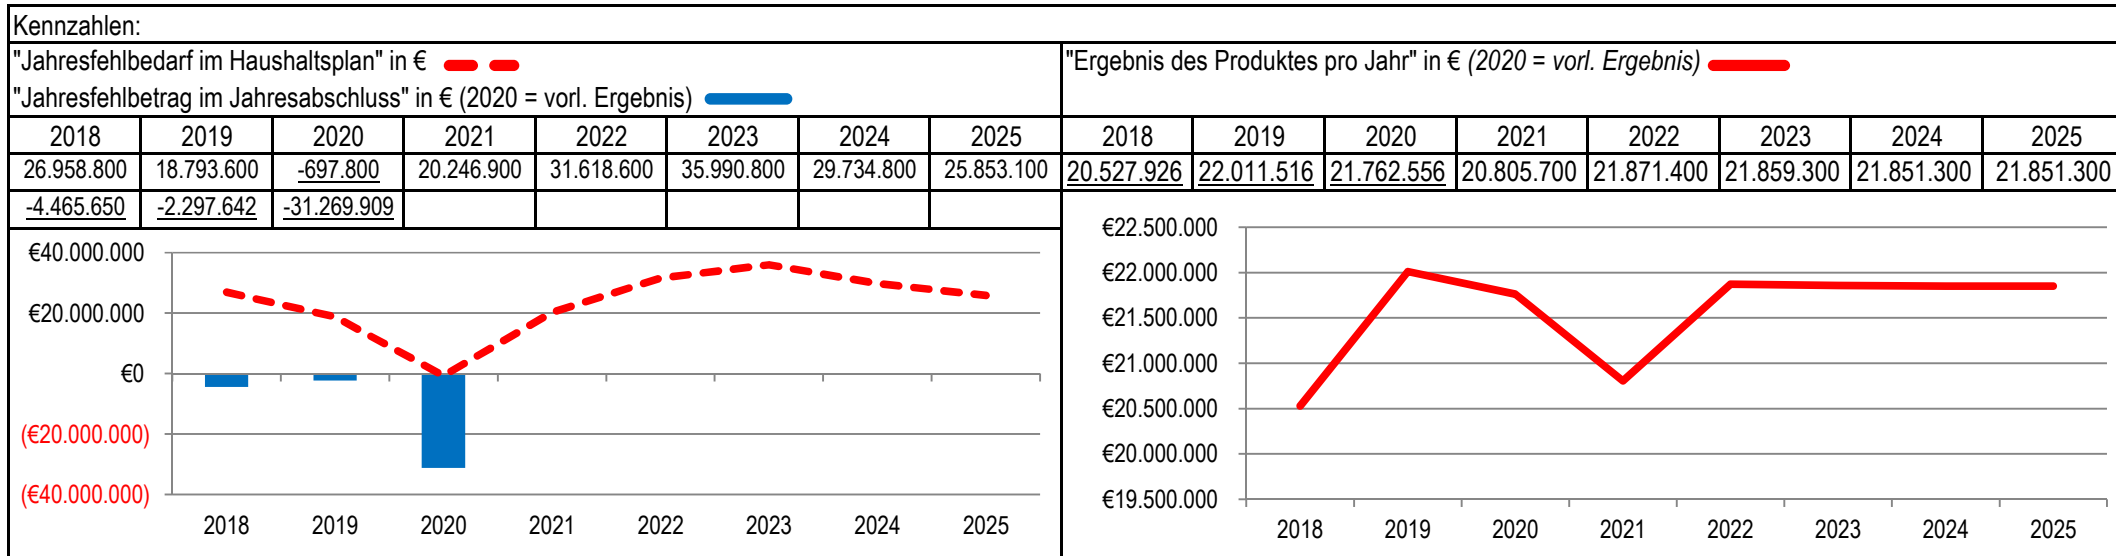 Kennzahlen:
"Jahresfehlbedarf im Haushaltsplan" in €
"Jahresfehlbetrag im Jahresabschluss" in € (2020 = vorl. Ergebnis)
2018 2019 2020 2021 2022 2023 2024 2025
26.958.800 18.793.600 -697.800 20.246.900 31.618.600 35.990.800 29.734.800 25.853.100
-4.465.650 -2.297.642 -31.269.909
€40.000.000
€20.000.000
€0
(€20.000.000)
(€40.000.000)
2018 2019 2020 2021 2022 2023 2024 2025
"Ergebnis des Produktes pro Jahr" in € (2020 = vorl. Ergebnis)
2018 2019 2020 2021 2022 2023 2024 2025
20.527.926 22.011.516 21.762.556 20.805.700 21.871.400 21.859.300 21.851.300 21.851.300
€22.500.000
€22.000.000
€21.500.000
€21.000.000
€20.500.000
€20.000.000
€19.500.000
2018 2019 2020 2021 2022 2023 2024 2025